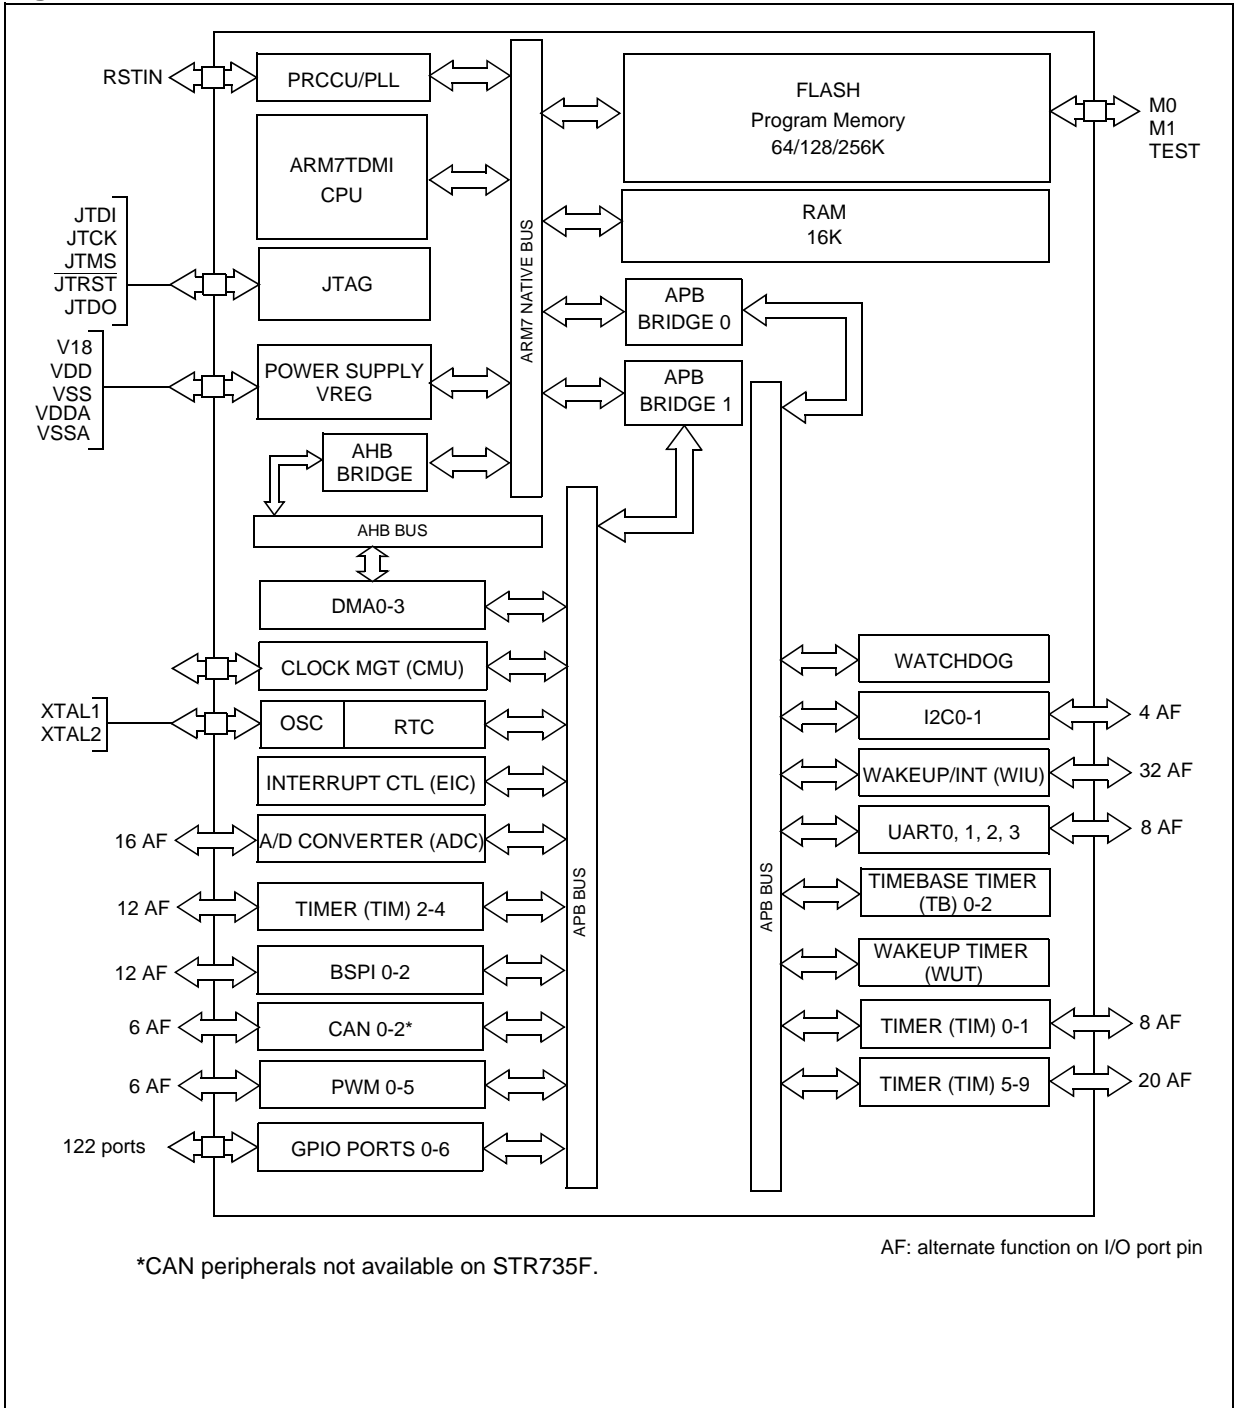 RSTIN
PRCCU/PLL
FLASH
Program Memory
64/128/256K
M0
M1
TEST
ARM7TDMI
CPU
RAM
16K
JTDI
JTCK
JTMS
JTRST
JTDO
JTAG
ARM7 NATIVE BUS
APB
BRIDGE 0
V18
VDD
VSS
VDDA
VSSA
POWER SUPPLY
VREG
APB
BRIDGE 1
AHB
BRIDGE
AHB BUS
DMA0-3
CLOCK MGT (CMU)
XTAL1
XTAL2
OSC
RTC
INTERRUPT CTL (EIC)
16 AF
A/D CONVERTER (ADC)
12 AF
TIMER (TIM) 2-4
12 AF
BSPI 0-2
6 AF
CAN 0-2*
6 AF
PWM 0-5
122 ports
GPIO PORTS 0-6
APB BUS
APB BUS
WATCHDOG
I2C0-1
4 AF
WAKEUP/INT (WIU)
32 AF
UART0, 1, 2, 3
8 AF
TIMEBASE TIMER
(TB) 0-2
WAKEUP TIMER
(WUT)
TIMER (TIM) 0-1
8 AF
TIMER (TIM) 5-9
20 AF
AF: alternate function on I/O port pin
*CAN peripherals not available on STR735F.